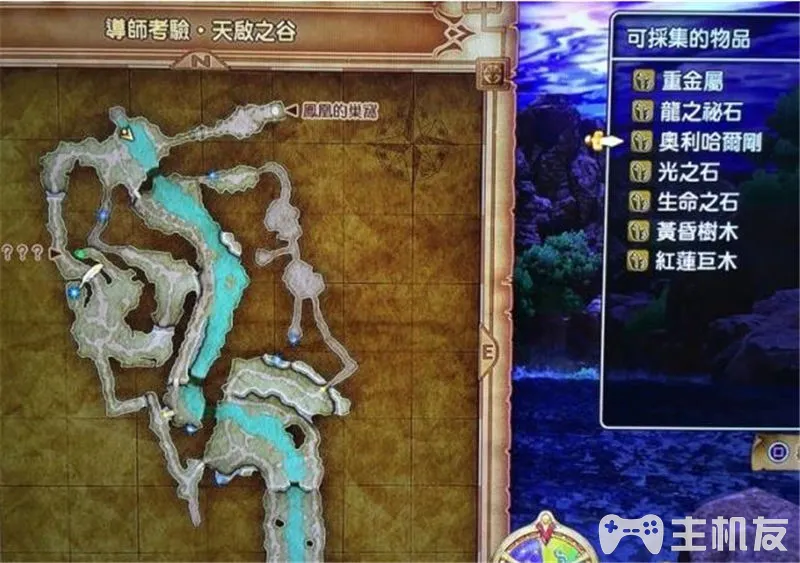 導師考驗・天啟之谷
N
鳳凰的巢窩
???
E
可採集的物品
重金屬
龍之祕石
奧利哈爾剛
光之石
生命之石
黃昏樹木
紅蓮巨木
主机友